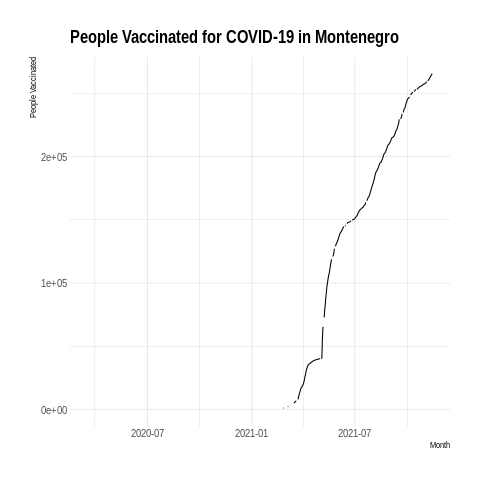 People Vaccinated for COVID-19 in Montenegro
People Vaccinated
2e+05
1e+05
0e+00
2020-07
2021-01
2021-07
Month